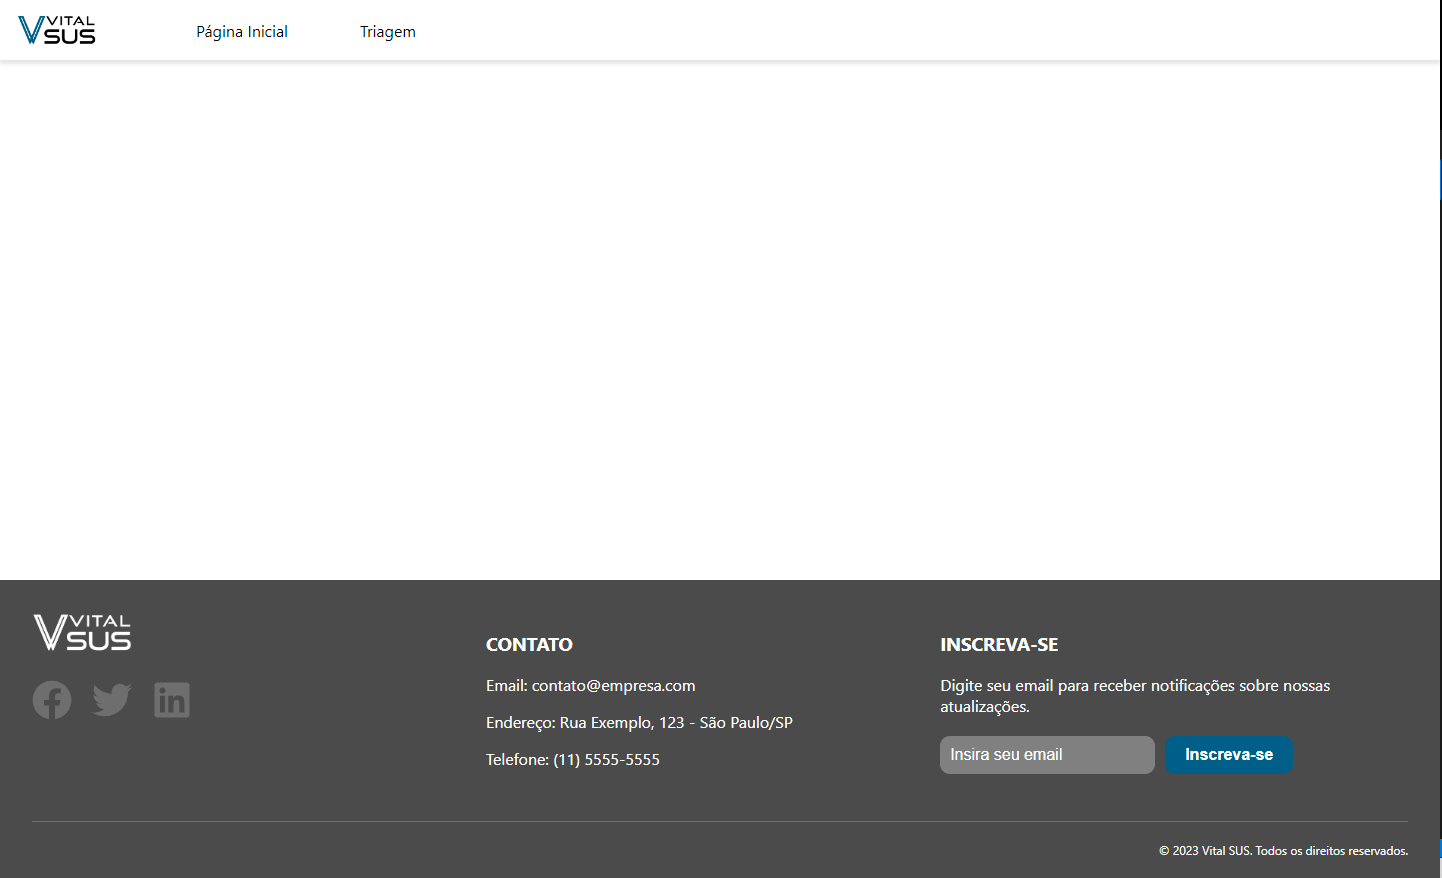 VITAL
SUS
Página Inicial
Triagem
VITAL
SUS
CONTATO
Email: contato@empresa.com
Endereço: Rua Exemplo, 123 - São Paulo/SP
Telefone: (11) 5555-5555
INSCREVA-SE
Digite seu email para receber notificações sobre nossas
atualizações.
Insira seu email
Inscreva-se
© 2023 Vital SUS. Todos os direitos reservados.